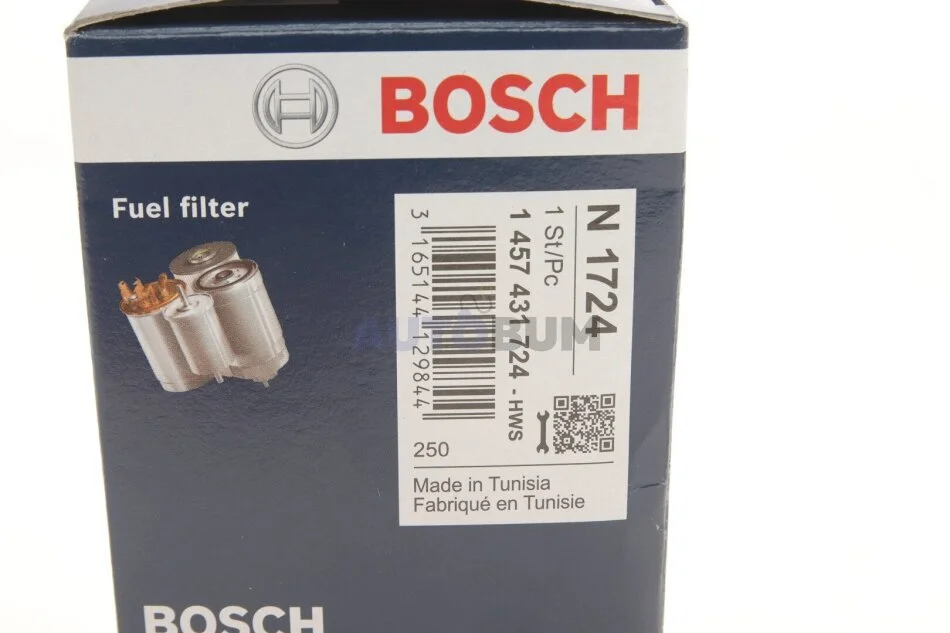 BOSCH
Fuel filter
N 1724
1 St/Pc
1 457 431 724 - HWS
3 165144 129844
250
Made in Tunisia
Fabriqué en Tunisie
AUTOBUM
BOSCH